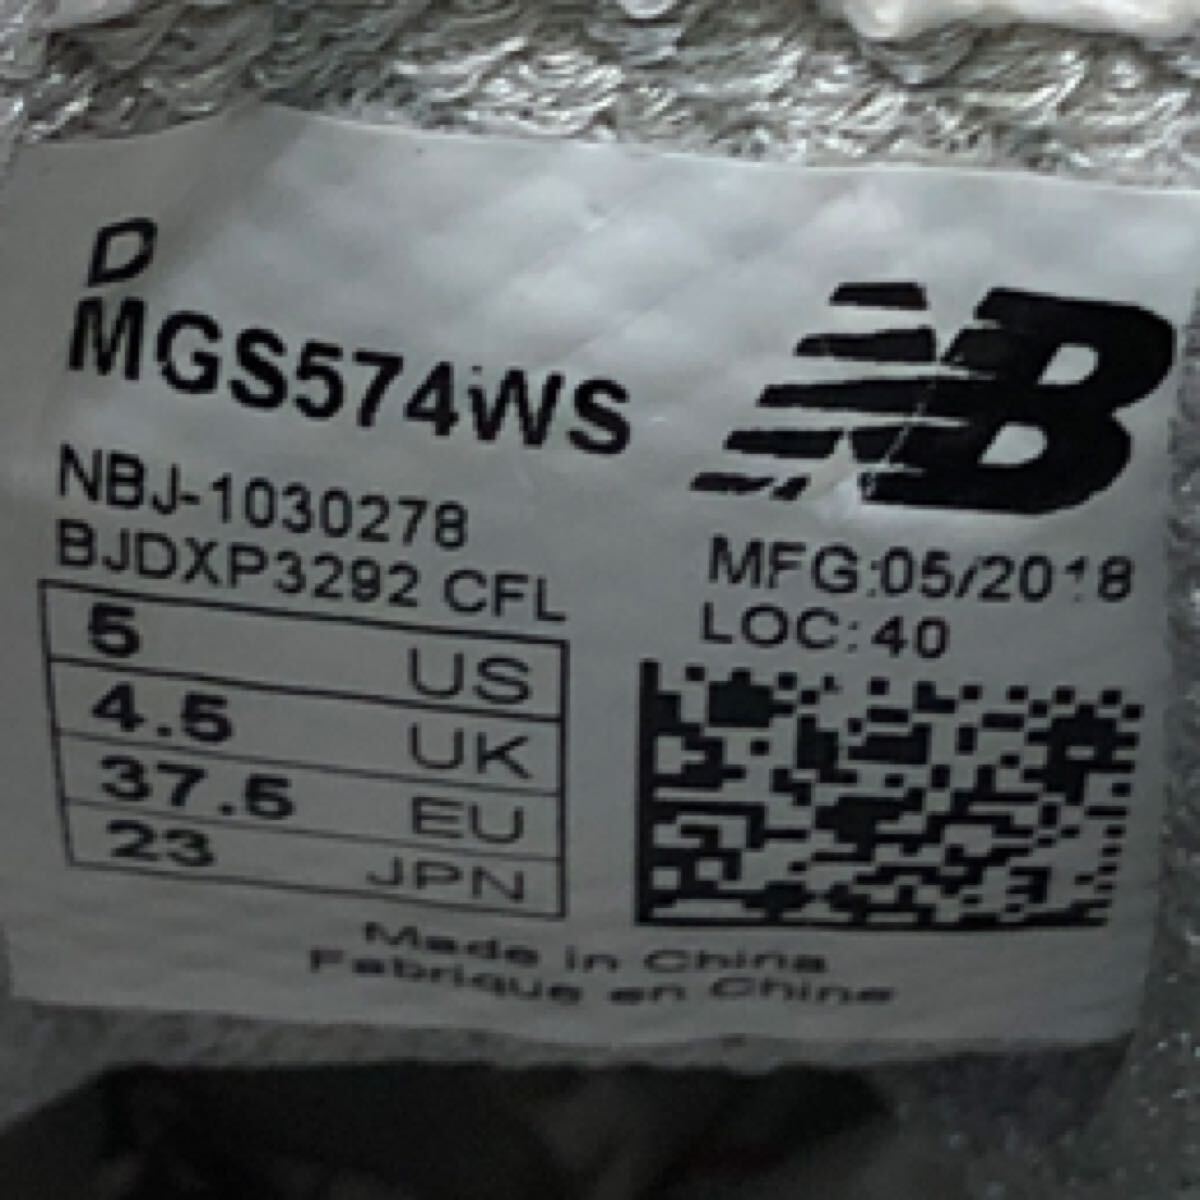 D
MGS574WS
NBJ-1030278
BJDXP3292 CFL
NB
MFG:05/2018
LOC:40
5 US
4.5 UK
37.5 EU
23 JPN
Made in China
Fabriqué en Chine